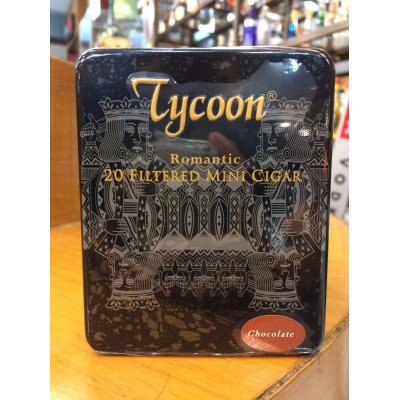 Tycoon®
Romantic
20 FILTERED MINI CIGAR
Chocolate